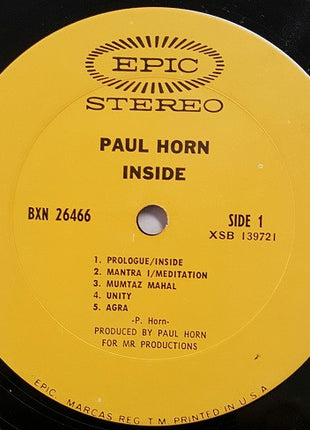 EPIC
STEREO
PAUL HORN
INSIDE
BXN 26466
SIDE 1
XSB 139721
1. PROLOGUE/INSIDE
2. MANTRA I/MEDITATION
3. MUMTAZ MAHAL
4. UNITY
5. AGRA
-P. Horn-
PRODUCED BY PAUL HORN
FOR MR PRODUCTIONS
EPIC, MARCAS REG. T.M. PRINTED IN U.S.A.